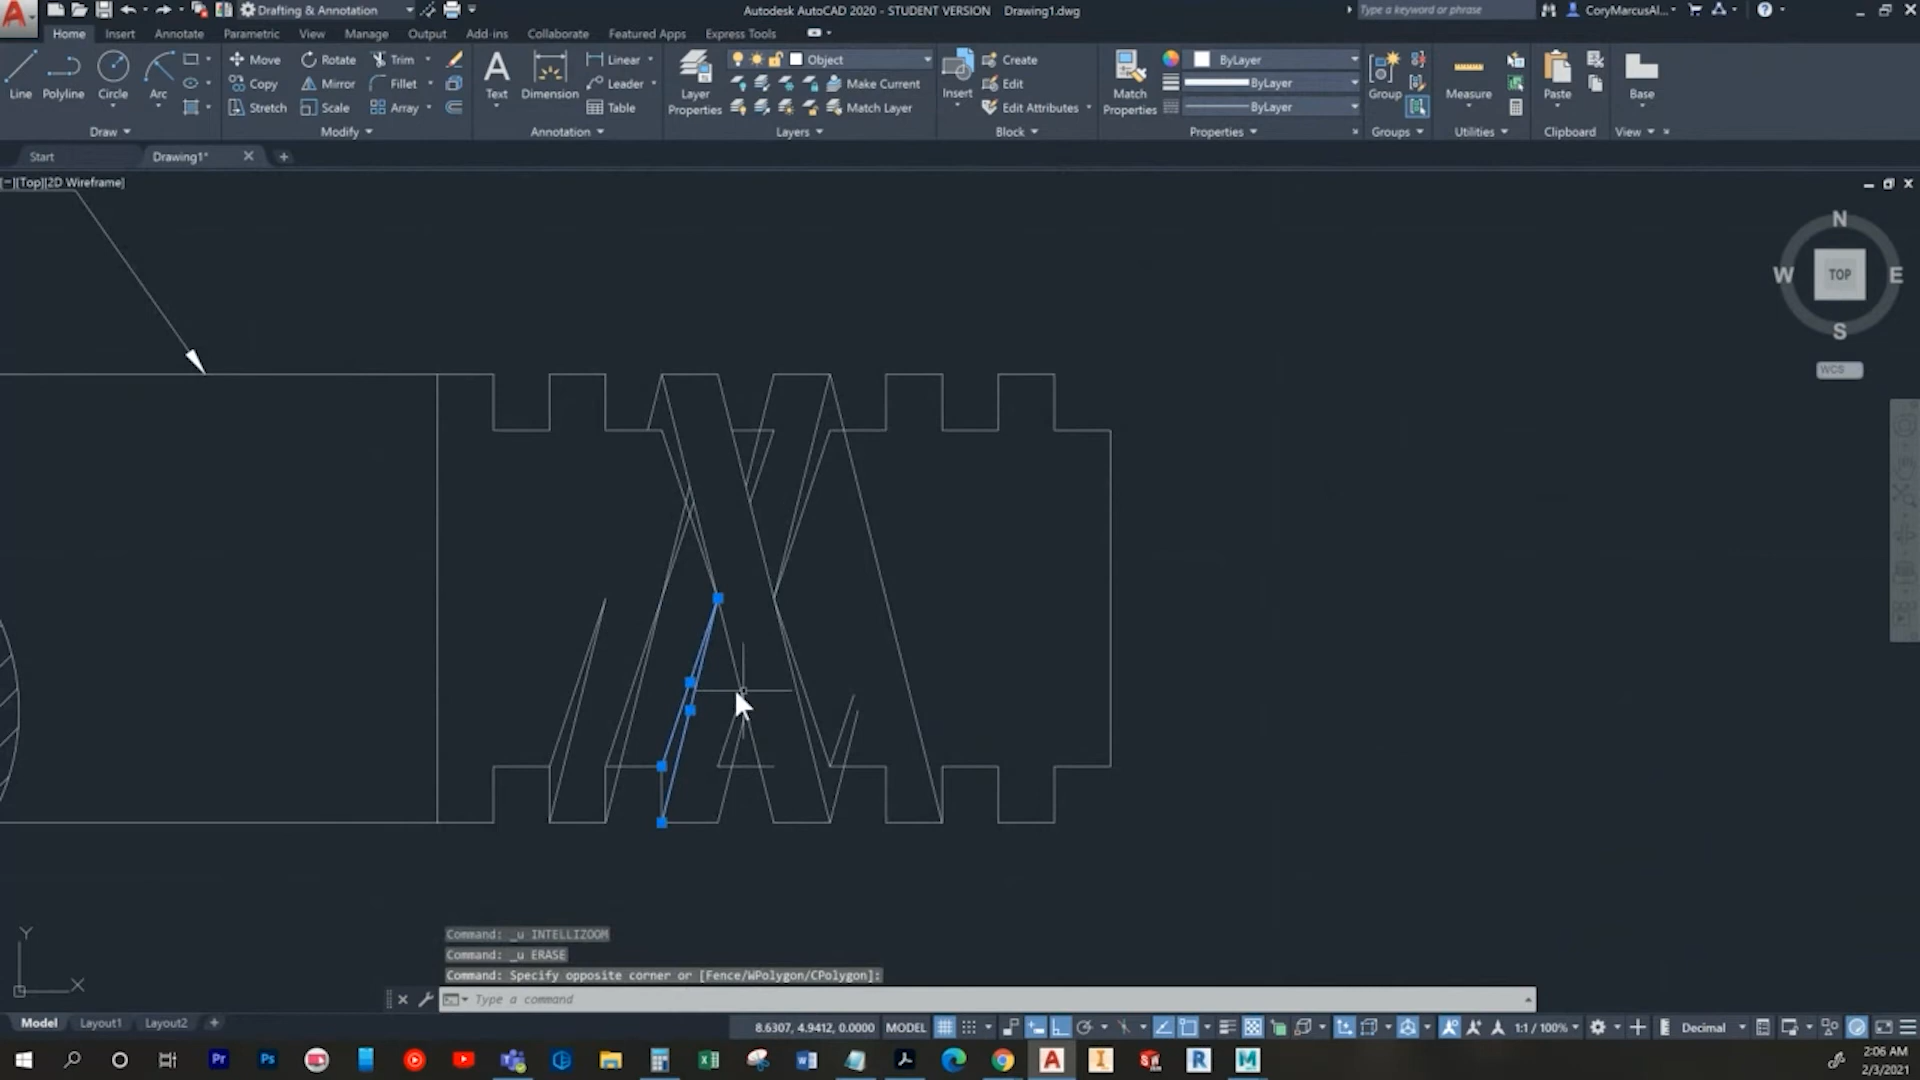 Drafting & Annotation
Autodesk AutoCAD 2020 - STUDENT VERSION Drawing1.dwg
Type a keyword or phrase
CoryMarcusAl...
Home Insert Annotate Parametric View Manage Output Add-ins Collaborate Featured Apps Express Tools
Line Polyline Circle Arc
Move Rotate Trim
Copy Mirror Fillet
Stretch Scale Array
Text Dimension
Linear
Leader
Table
Layer Properties
Object
Make Current
Match Layer
Insert
Create
Edit
Edit Attributes
Match Properties
ByLayer
ByLayer
ByLayer
Group
Measure
Paste
Base
Draw Modify Annotation Layers Block Properties Groups Utilities Clipboard View
Start Drawing1*
[−][Top][2D Wireframe]
N
W TOP E
S
WCS
Y
X
Command: _u INTELLIZOOM
Command: _u ERASE
Command: Specify opposite corner or [Fence/WPolygon/CPolygon]:
Type a command
Model Layout1 Layout2
8.6307, 4.9412, 0.0000 MODEL 1:1 / 100% Decimal
2:06 AM
2/3/2021